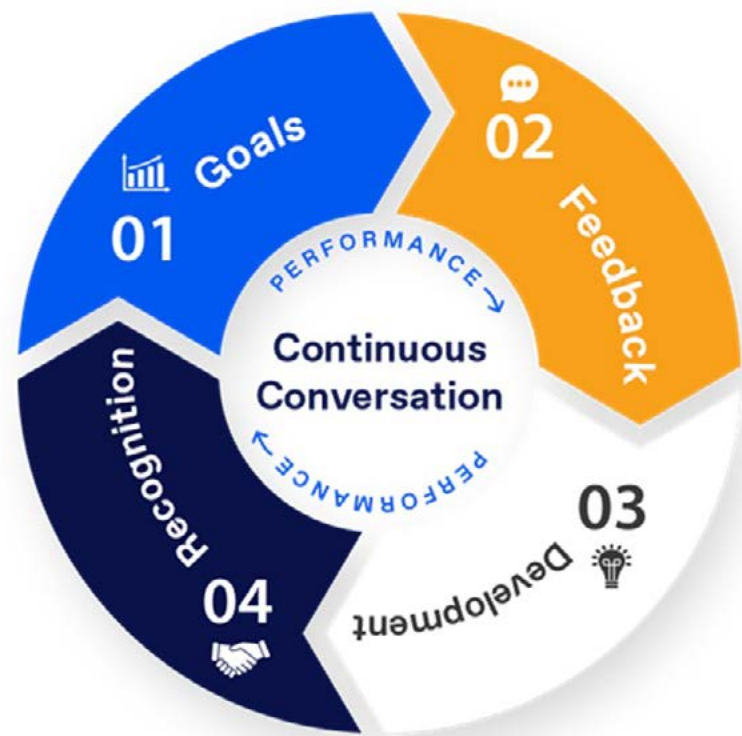 01
Goals
02
Feedback
03
Development
04
Recognition
PERFORMANCE
Continuous
Conversation
PERFORMANCE